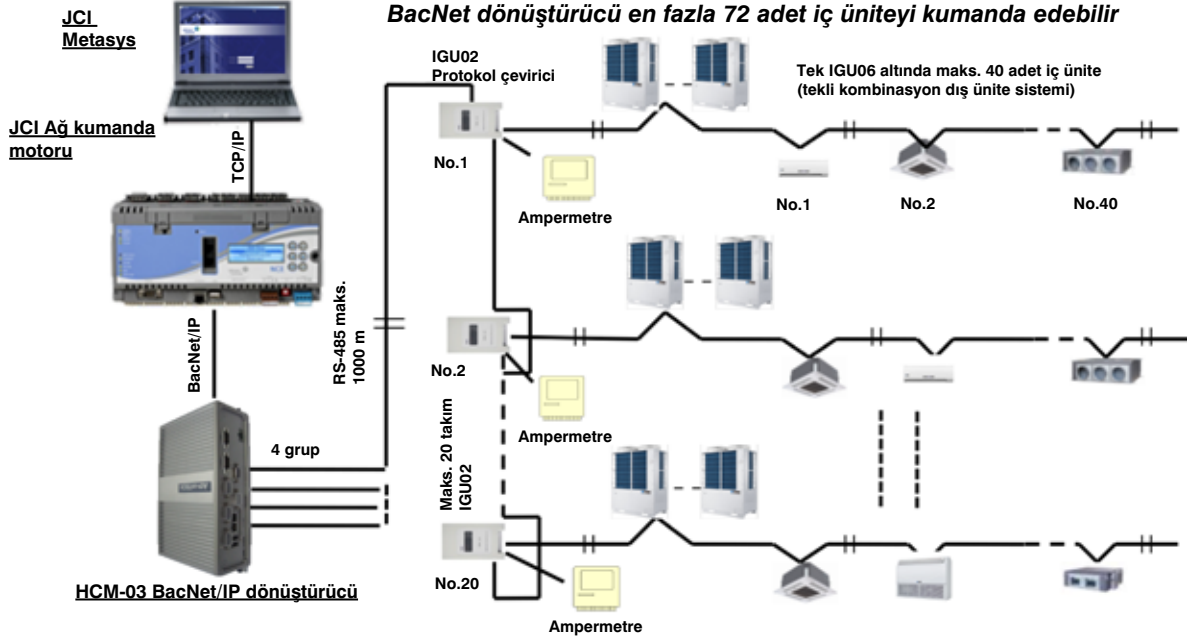 BacNet dönüştürücü en fazla 72 adet iç üniteyi kumanda edebilir
JCI
Metasys
JCI Ağ kumanda
motoru
TCP/IP
BacNet/IP
4 grup
HCM-03 BacNet/IP dönüştürücü
RS-485 maks.
1000 m
IGU02
Protokol çevirici
No.1
Ampermetre
Tek IGU06 altında maks. 40 adet iç ünite
(tekli kombinasyon dış ünite sistemi)
No.1
No.2
No.40
No.2
Ampermetre
Maks. 20 takım
IGU02
No.20
Ampermetre